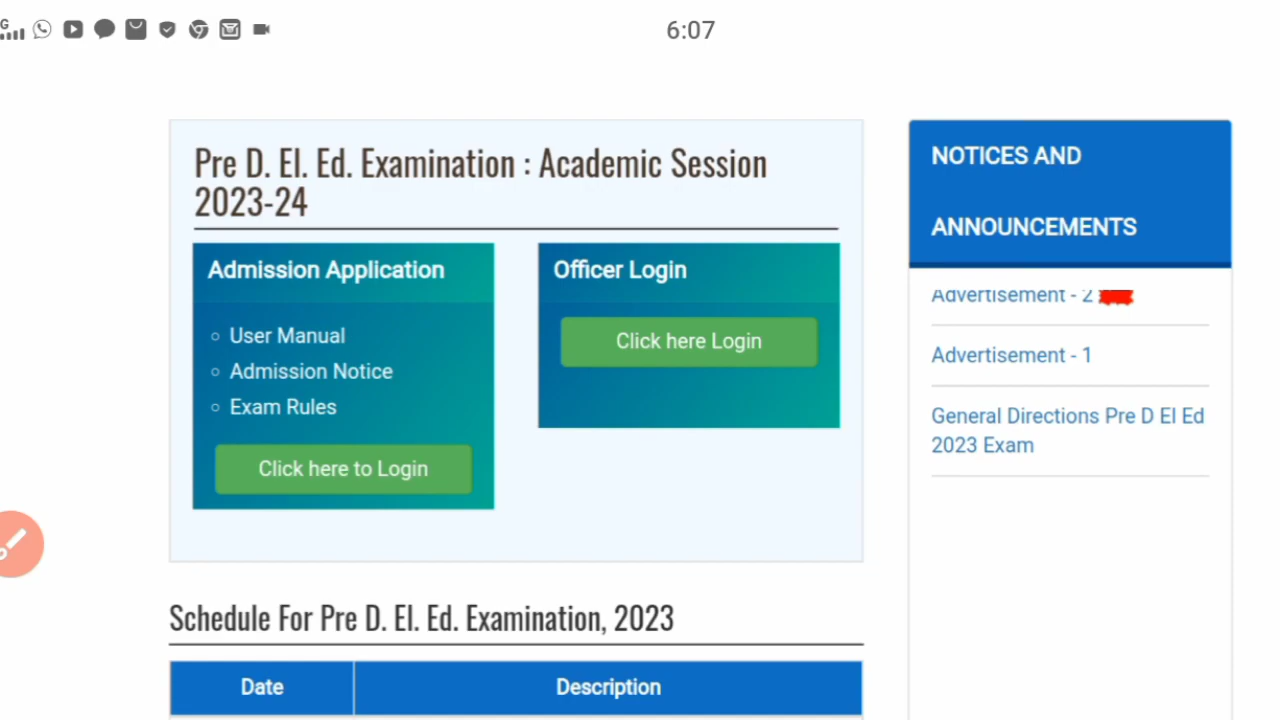 G
6:07
Pre D. El. Ed. Examination : Academic Session
2023-24
Admission Application
User Manual
Admission Notice
Exam Rules
Click here to Login
Officer Login
Click here Login
NOTICES AND
ANNOUNCEMENTS
Advertisement - 2
Advertisement - 1
General Directions Pre D El Ed
2023 Exam
Schedule For Pre D. El. Ed. Examination, 2023
Date
Description